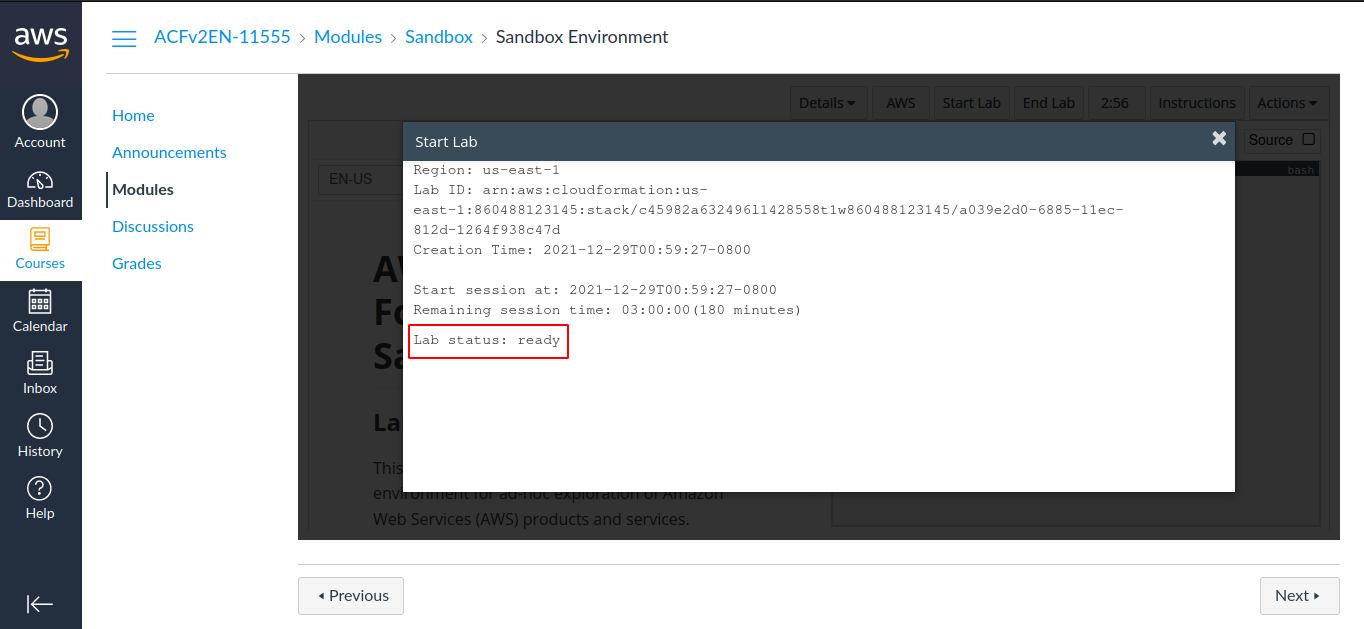 aws
Account
Dashboard
Courses
Calendar
Inbox
History
Help
ACFv2EN-11555 > Modules > Sandbox > Sandbox Environment
Home
Announcements
Modules
Discussions
Grades
Details
AWS
Start Lab
End Lab
2:56
Instructions
Actions
Source
bash
EN-US
Start Lab
Region: us-east-1
Lab ID: arn:aws:cloudformation:us-
east-1:860488123145:stack/c45982a632496l1428558t1w860488123145/a039e2d0-6885-11ec-
812d-1264f938c47d
Creation Time: 2021-12-29T00:59:27-0800
Start session at: 2021-12-29T00:59:27-0800
Remaining session time: 03:00:00(180 minutes)
Lab status: ready
This
environment for ad-hoc exploration of Amazon
Web Services (AWS) products and services.
Previous
Next